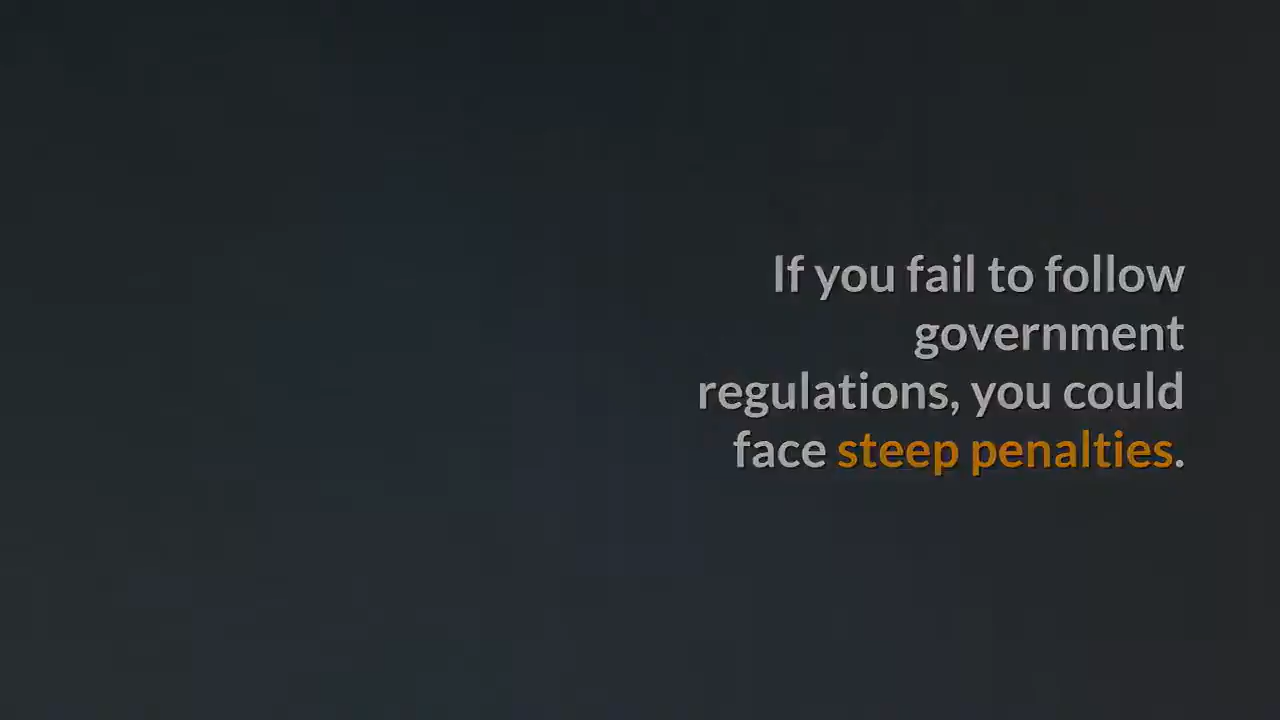 If you fail to follow
government
regulations, you could
face steep penalties.